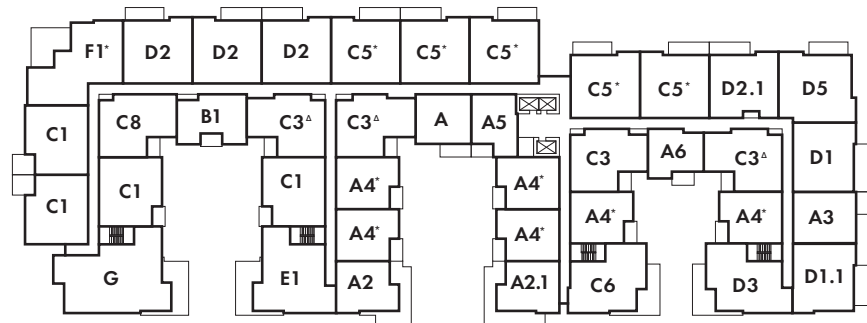 F1*
D2
D2
D2
C5*
C5*
C5*
C5*
C5*
D2.1
D5
C1
C8
B1
C3△
C3△
A
A5
C3
A6
C3△
D1
C1
C1
C1
A4*
A4*
A4*
A4*
A4*
A4*
A3
G
E1
A2
A2.1
C6
D3
D1.1